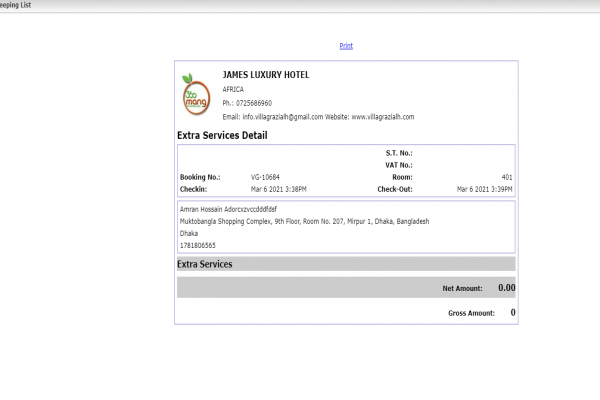 eeping List
Print
JAMES LUXURY HOTEL
AFRICA
Ph.: 0725686960
Email: info.villagrazialh@gmail.com Website: www.villagrazialh.com
mang
Extra Services Detail
S.T. No.:
VAT No.:
Booking No.: VG-10684 Room: 401
Checkin: Mar 6 2021 3:38PM Check-Out: Mar 6 2021 3:39PM
Amran Hossain Adorcxzvccdddfdsf
Muktobangla Shopping Complex, 9th Floor, Room No. 207, Mirpur 1, Dhaka, Bangladesh
Dhaka
1781806565
Extra Services
Net Amount: 0.00
Gross Amount: 0